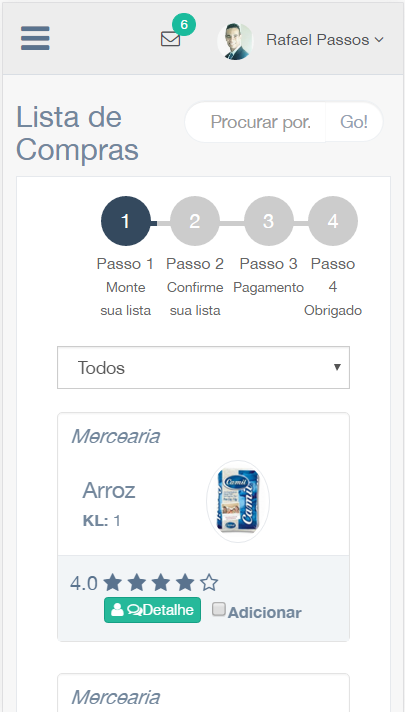 6
Rafael Passos
Lista de
Compras
Procurar por.
Go!
1 2 3 4
Passo 1 Passo 2 Passo 3 Passo
4
Monte Confirme Pagamento
sua lista sua lista Obrigado
Todos
Mercearia
Arroz
KL: 1
Camil
Camil
4.0
Detalhe Adicionar
Mercearia